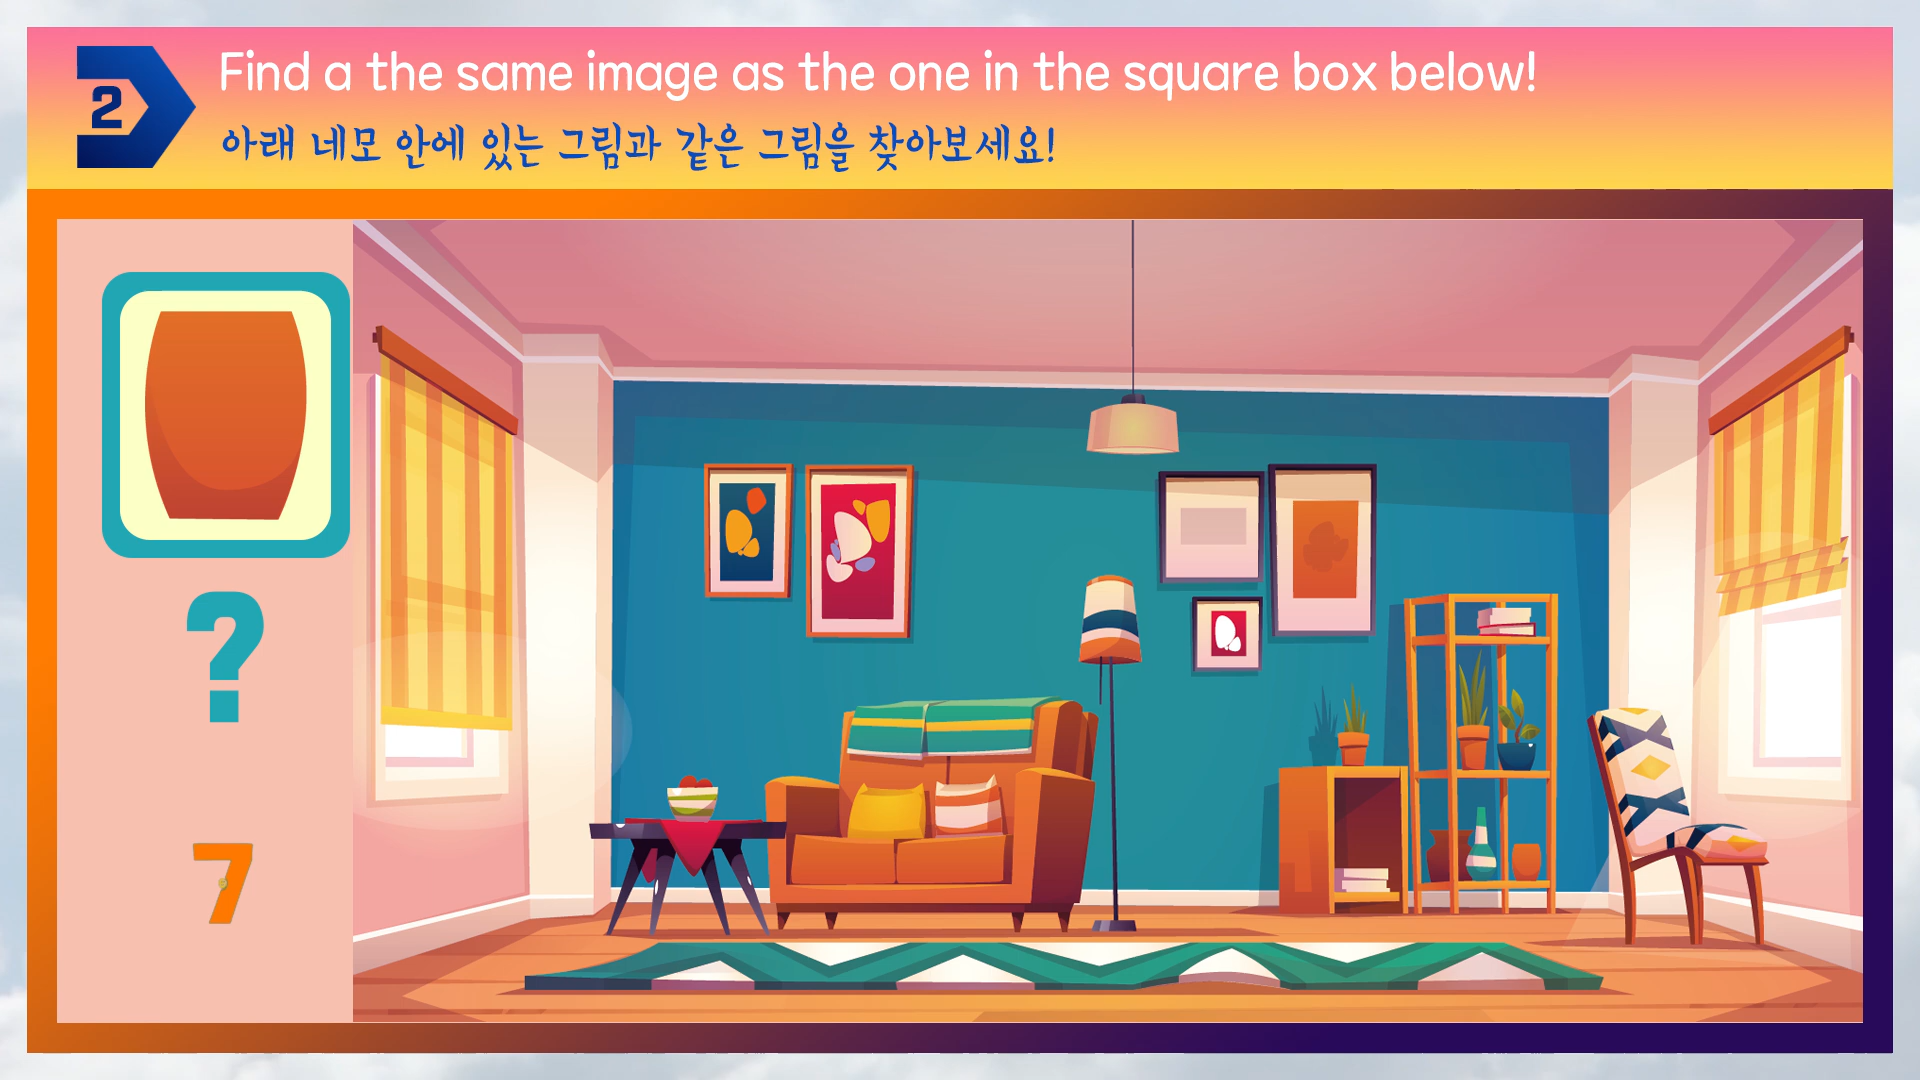 2
Find a the same image as the one in the square box below!
아래 네모 안에 있는 그림과 같은 그림을 찾아보세요!
?
7